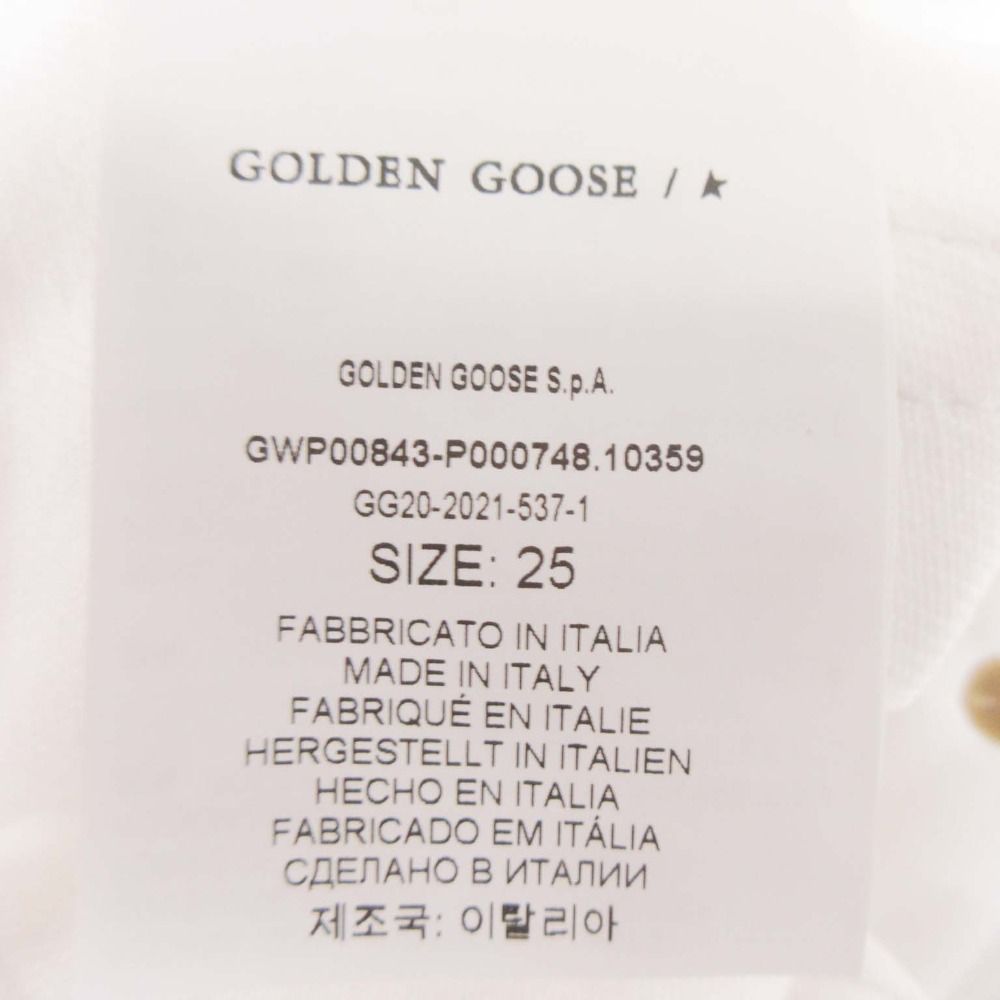 GOLDEN GOOSE / ★
GOLDEN GOOSE S.p.A.
GWP00843-P000748.10359
GG20-2021-537-1
SIZE: 25
FABBRICATO IN ITALIA
MADE IN ITALY
FABRIQUÉ EN ITALIE
HERGESTELLT IN ITALIEN
HECHO EN ITALIA
FABRICADO EM ITÁLIA
СДЕЛАНО В ИТАЛИИ
제조국: 이탈리아